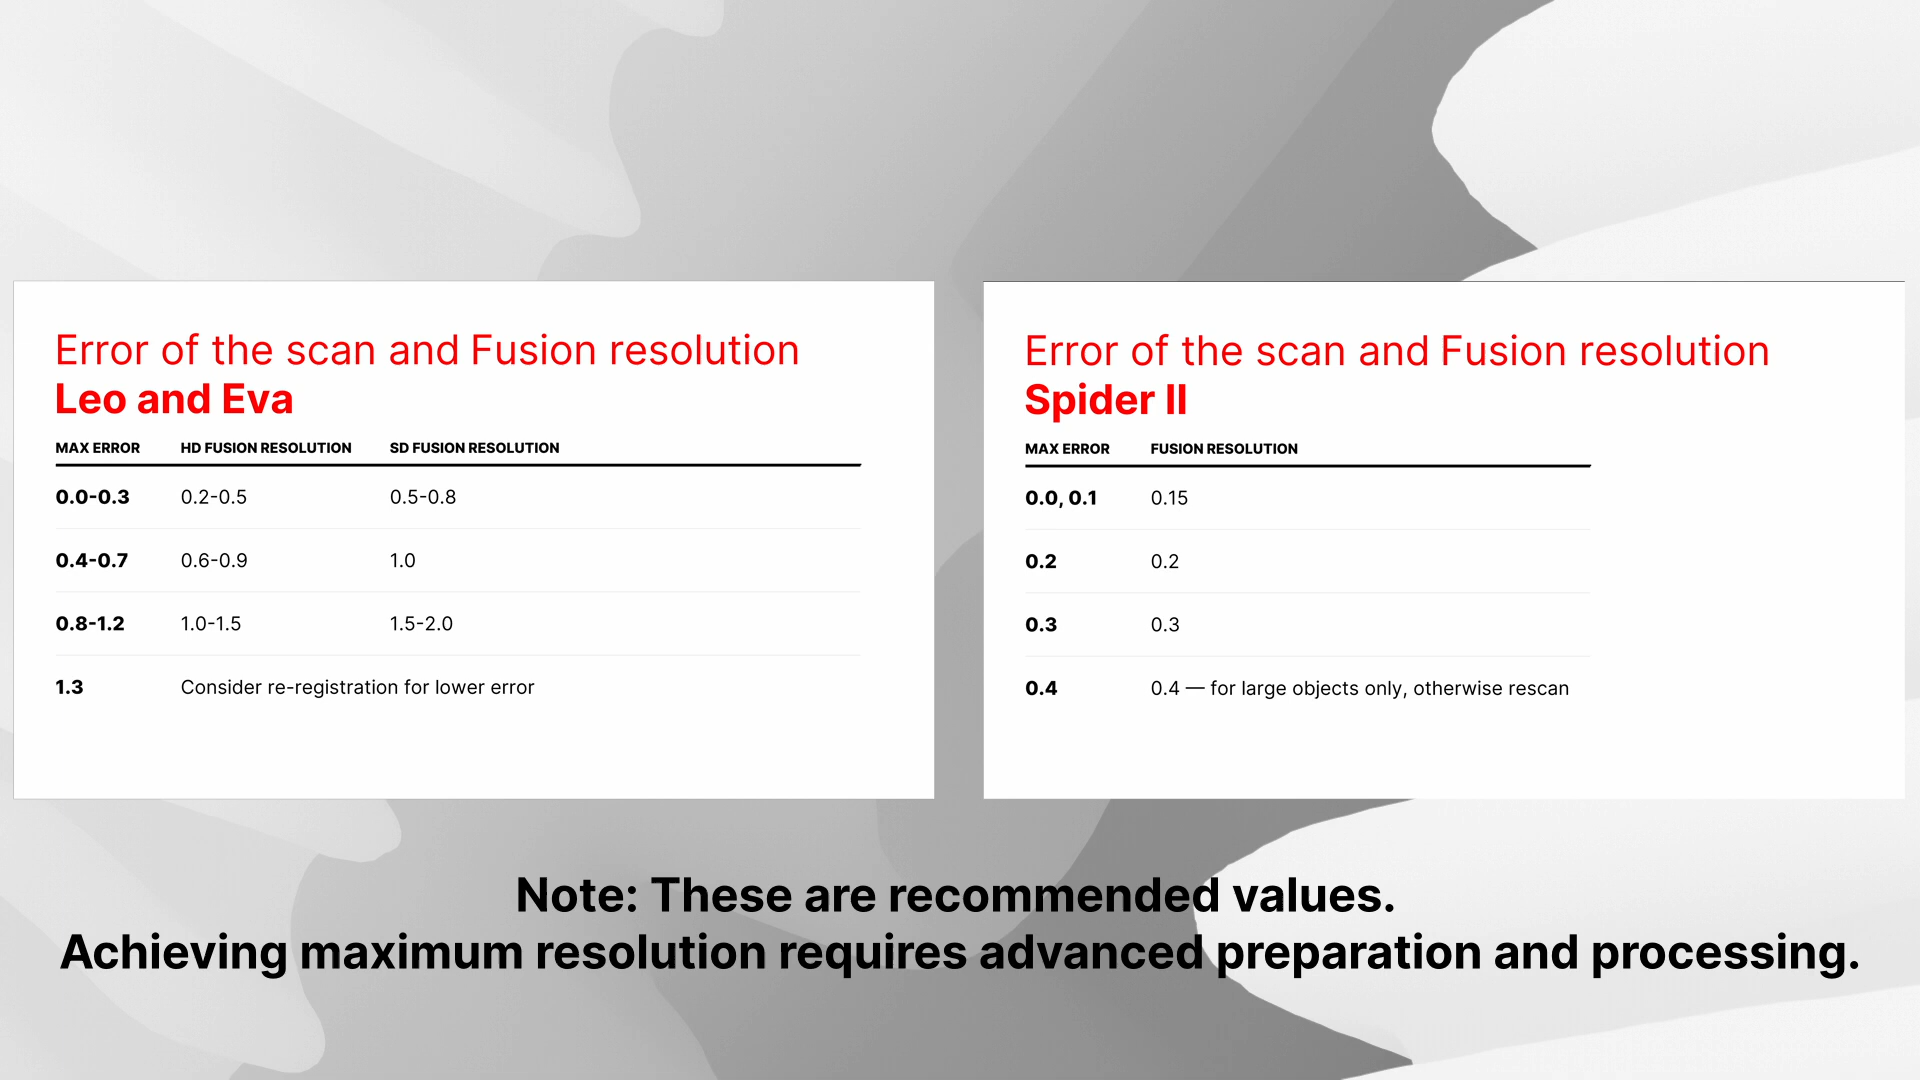 Error of the scan and Fusion resolution
Leo and Eva
MAX ERROR HD FUSION RESOLUTION SD FUSION RESOLUTION
0.0-0.3 0.2-0.5 0.5-0.8
0.4-0.7 0.6-0.9 1.0
0.8-1.2 1.0-1.5 1.5-2.0
1.3 Consider re-registration for lower error
Error of the scan and Fusion resolution
Spider II
MAX ERROR FUSION RESOLUTION
0.0, 0.1 0.15
0.2 0.2
0.3 0.3
0.4 0.4 — for large objects only, otherwise rescan
Note: These are recommended values.
Achieving maximum resolution requires advanced preparation and processing.